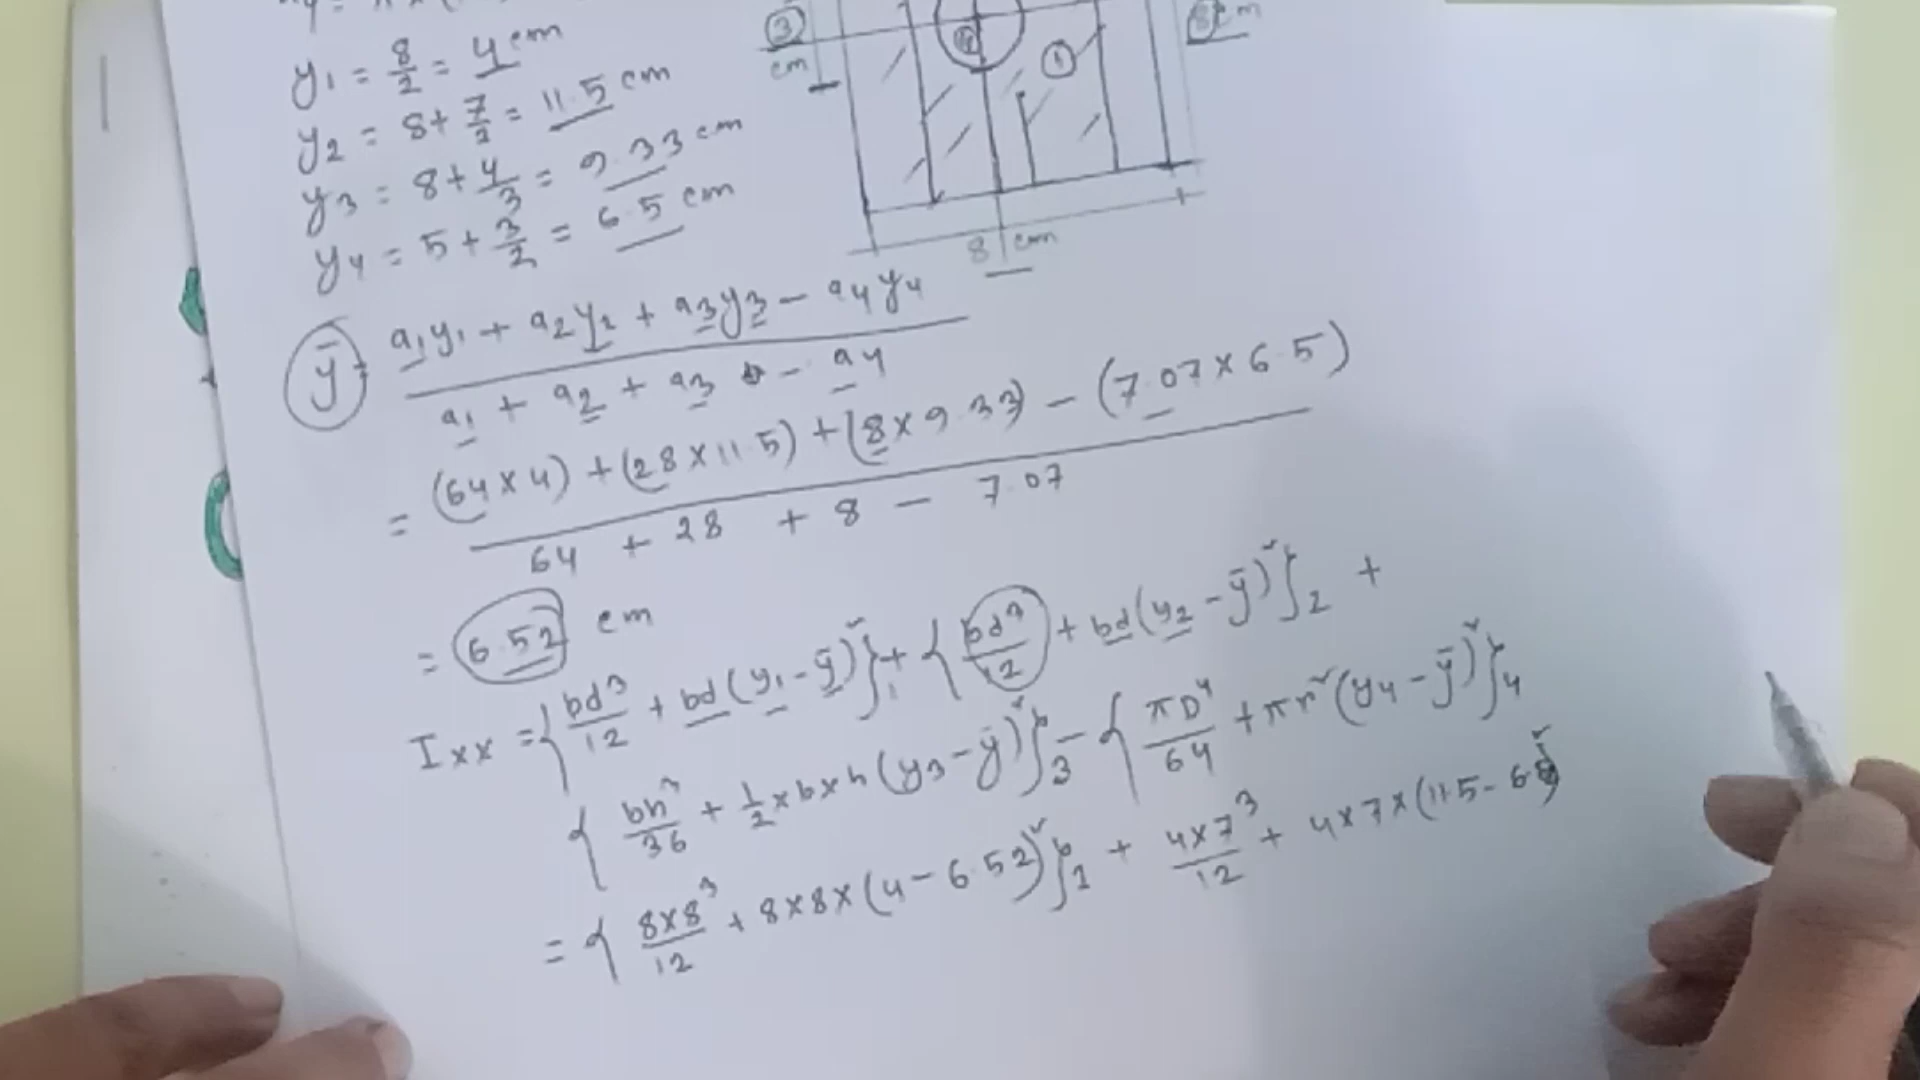 ③
cm
④
①
cm
8 cm
y₁ = 8/2 = 4 cm
y₂ = 8 + 7/2 = 11.5 cm
y₃ = 8 + 4/3 = 9.33 cm
y₄ = 5 + 3/2 = 6.5 cm
ȳ = (a₁y₁ + a₂y₂ + a₃y₃ − a₄y₄) / (a₁ + a₂ + a₃ − a₄)
= ((64×4) + (28×11.5) + (8×9.33) − (7.07×6.5)) / (64 + 28 + 8 − 7.07)
= 6.52 cm
Ixx = {bd³/12 + bd(y₁ − ȳ)²}₁ + {bd³/12 + bd(y₂ − ȳ)²}₂ +
{bh³/36 + 1/2 × b × h (y₃ − ȳ)²}₃ − {πD⁴/64 + πr²(y₄ − ȳ)²}₄
= {8×8³/12 + 8×8×(4 − 6.52)²}₁ + 4×7³/12 + 4×7×(11.5 −